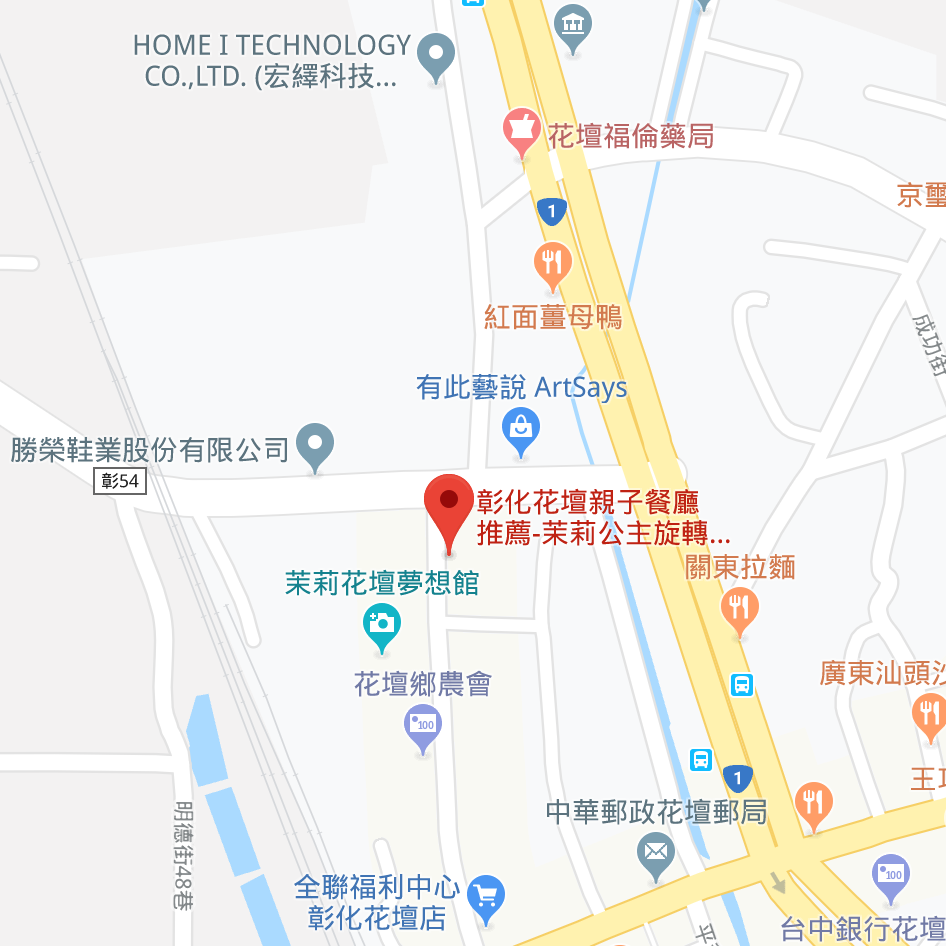 HOME I TECHNOLOGY
CO.,LTD. (宏繹科技...
花壇福倫藥局
京璽
1
紅面薑母鴨
成功街
有此藝說 ArtSays
勝榮鞋業股份有限公司
彰54
彰化花壇親子餐廳
推薦-茉莉公主旋轉...
關東拉麵
茉莉花壇夢想館
廣東汕頭沙
花壇鄉農會
100
1
王功
中華郵政花壇郵局
明德街48巷
100
全聯福利中心
彰化花壇店
台中銀行花壇